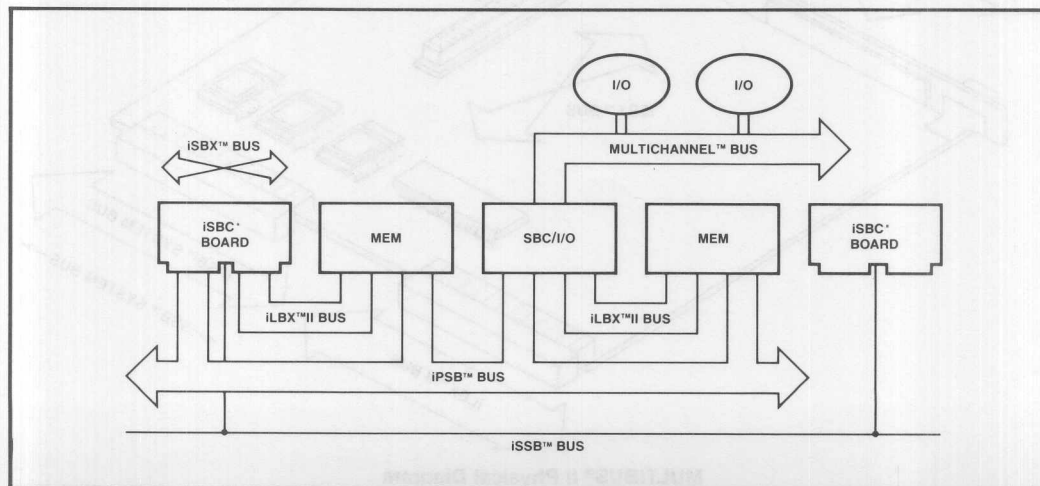 I/O
I/O
iSBX™ BUS
MULTICHANNEL™ BUS
iSBC*
BOARD
MEM
SBC/I/O
MEM
iSBC*
BOARD
iLBX™II BUS
iLBX™II BUS
iPSB™ BUS
iSSB™ BUS
MULTIBUS® II Physical Diagram